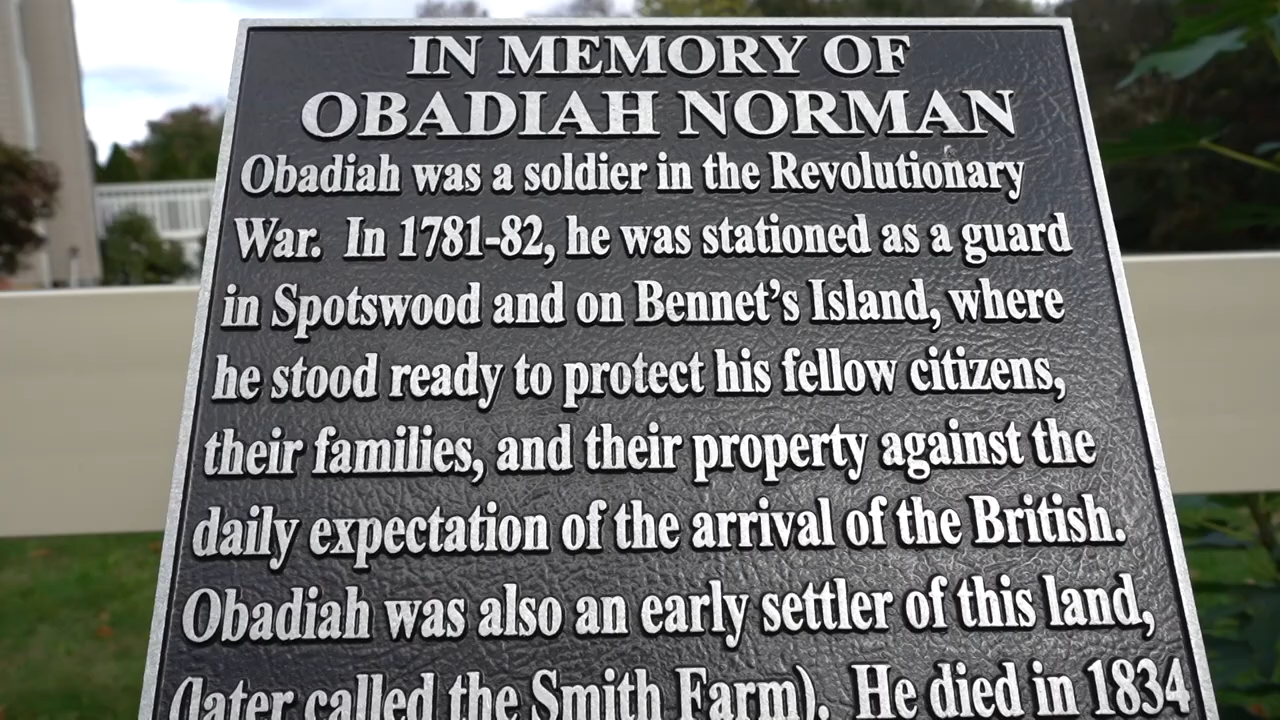 IN MEMORY OF
OBADIAH NORMAN
Obadiah was a soldier in the Revolutionary
War. In 1781-82, he was stationed as a guard
in Spotswood and on Bennet's Island, where
he stood ready to protect his fellow citizens,
their families, and their property against the
daily expectation of the arrival of the British.
Obadiah was also an early settler of this land,
(later called the Smith Farm). He died in 1834